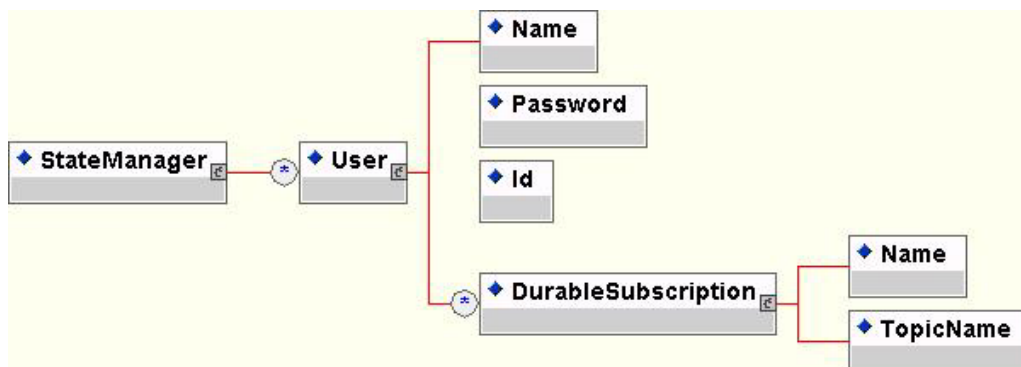 Name
Password
StateManager
*
User
Id
Name
*
DurableSubscription
TopicName